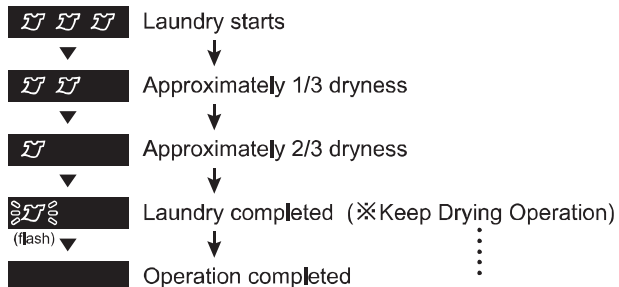 Laundry starts
Approximately 1/3 dryness
Approximately 2/3 dryness
Laundry completed (※Keep Drying Operation)
(flash)
Operation completed